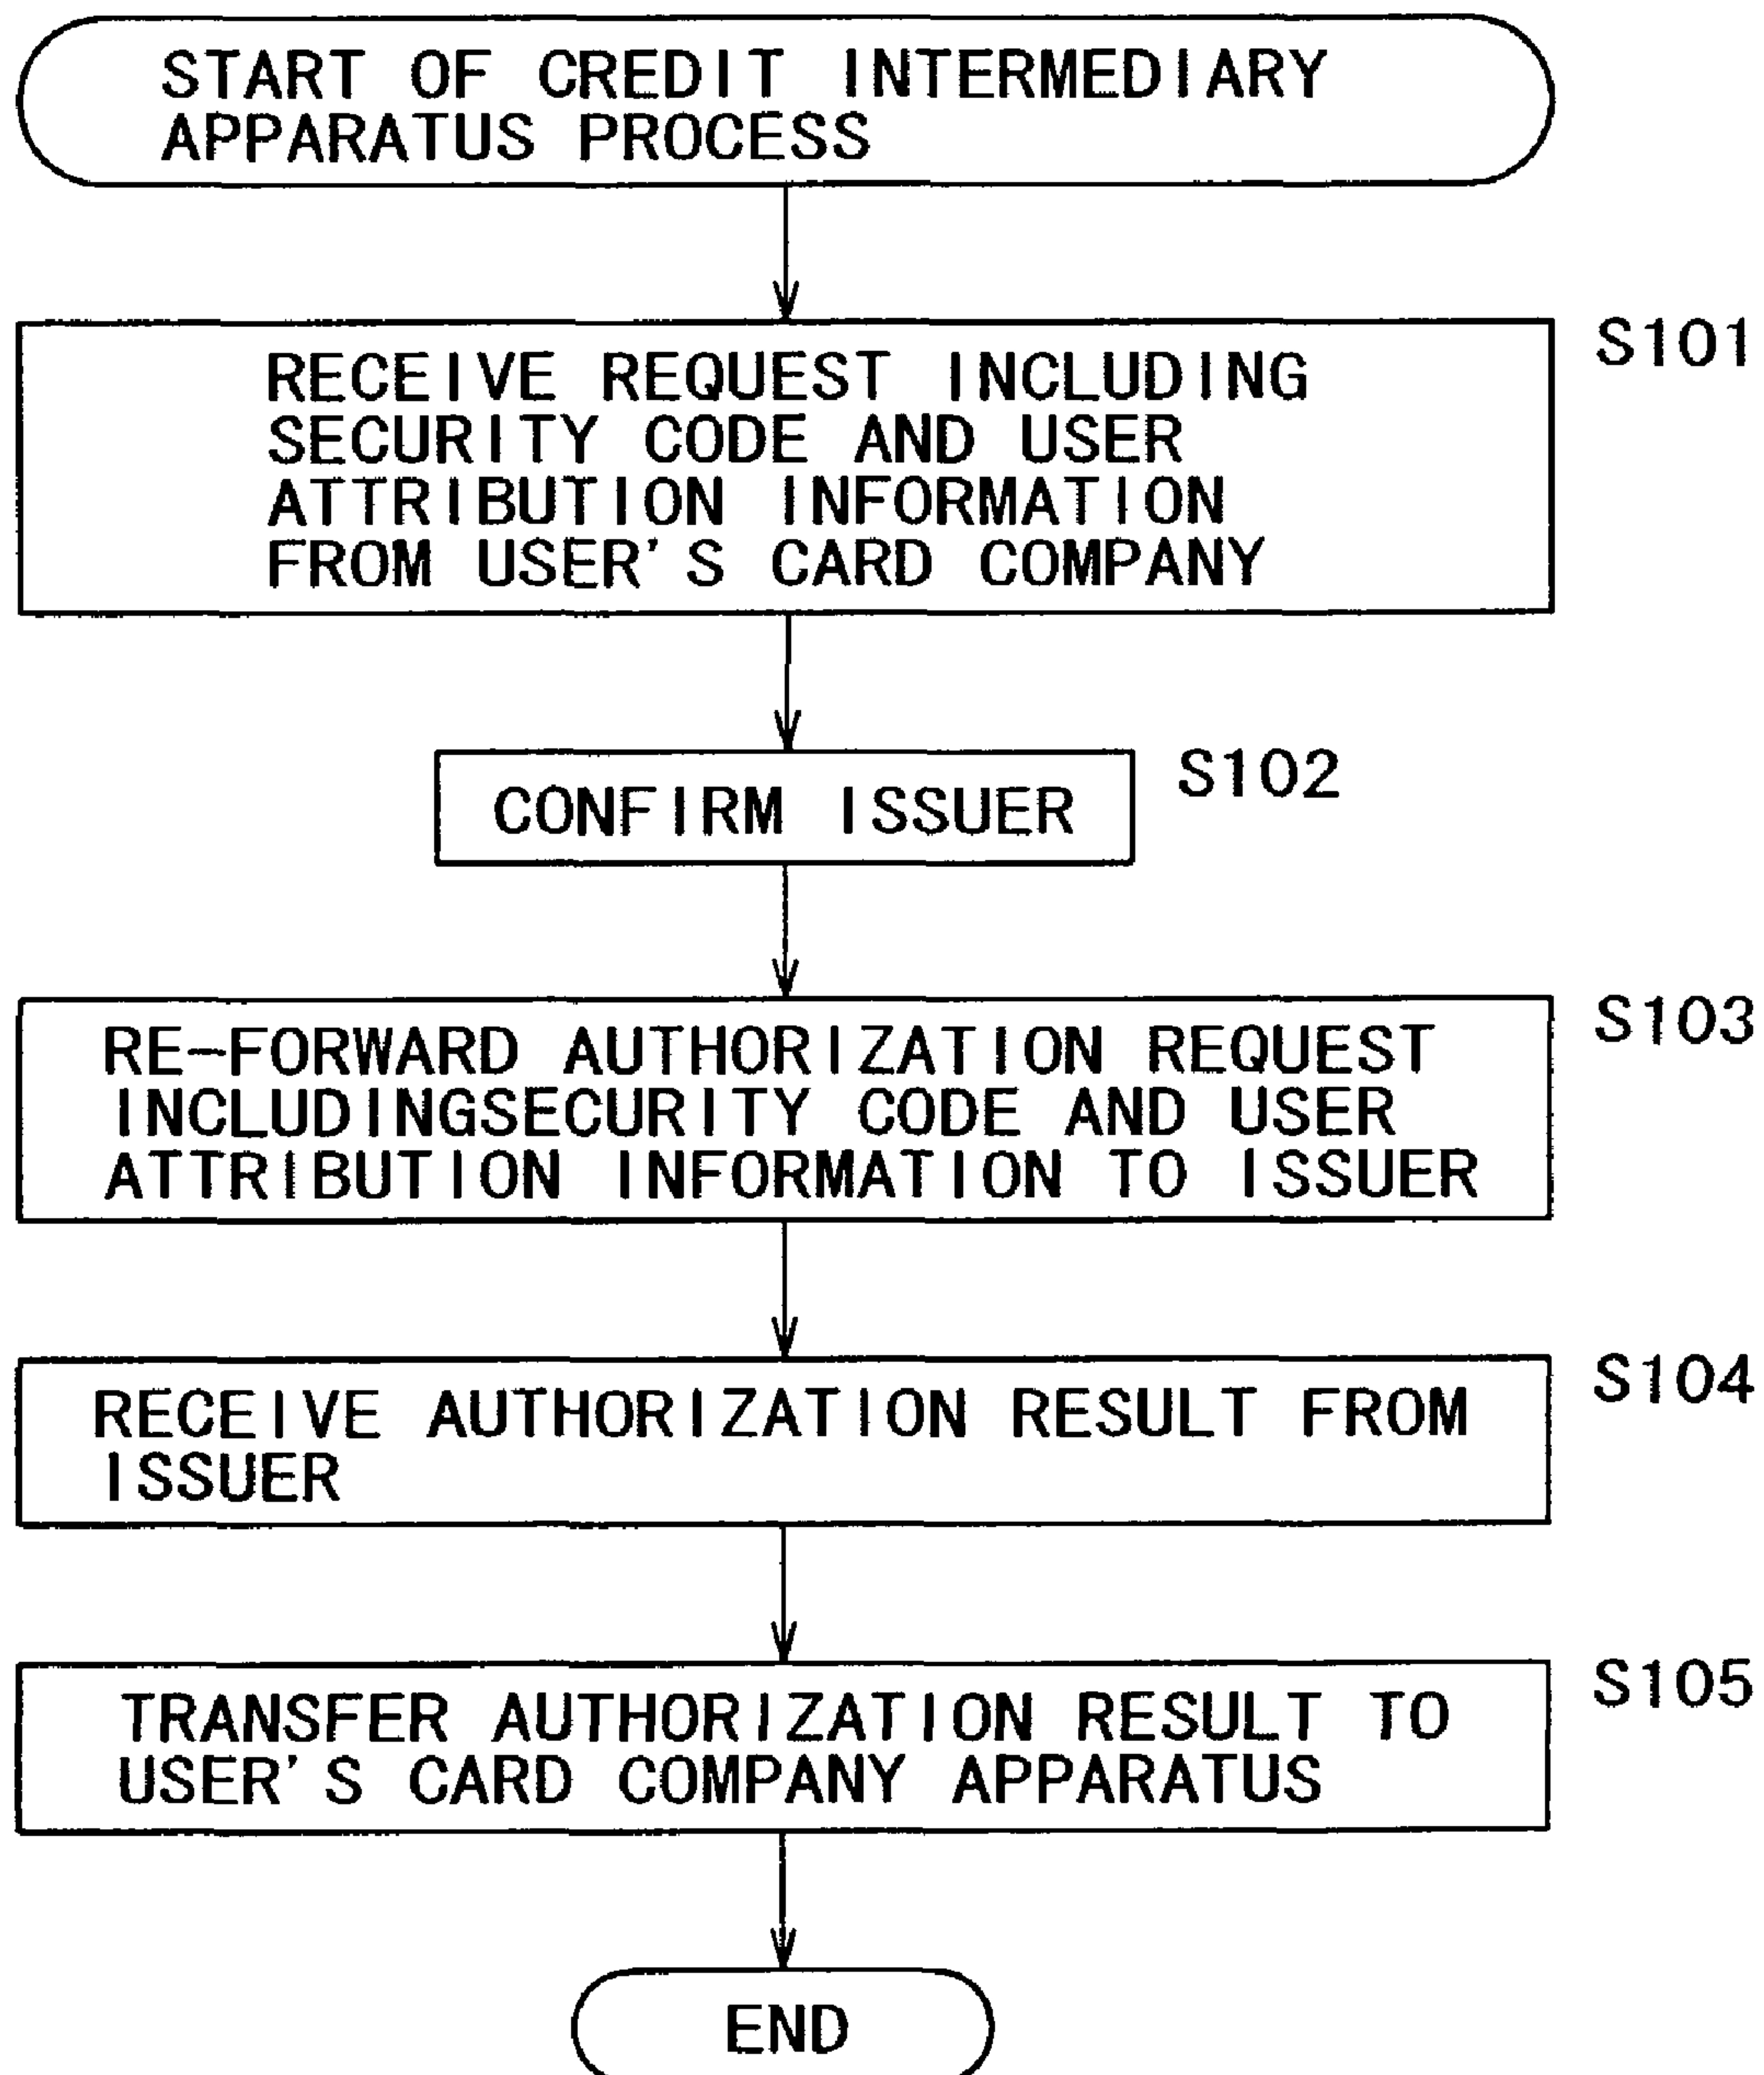 START OF CREDIT INTERMEDIARY
APPARATUS PROCESS
S101
RECEIVE REQUEST INCLUDING
SECURITY CODE AND USER
ATTRIBUTION INFORMATION
FROM USER'S CARD COMPANY
S102
CONFIRM ISSUER
S103
RE-FORWARD AUTHORIZATION REQUEST
INCLUDINGSECURITY CODE AND USER
ATTRIBUTION INFORMATION TO ISSUER
S104
RECEIVE AUTHORIZATION RESULT FROM
ISSUER
S105
TRANSFER AUTHORIZATION RESULT TO
USER'S CARD COMPANY APPARATUS
END